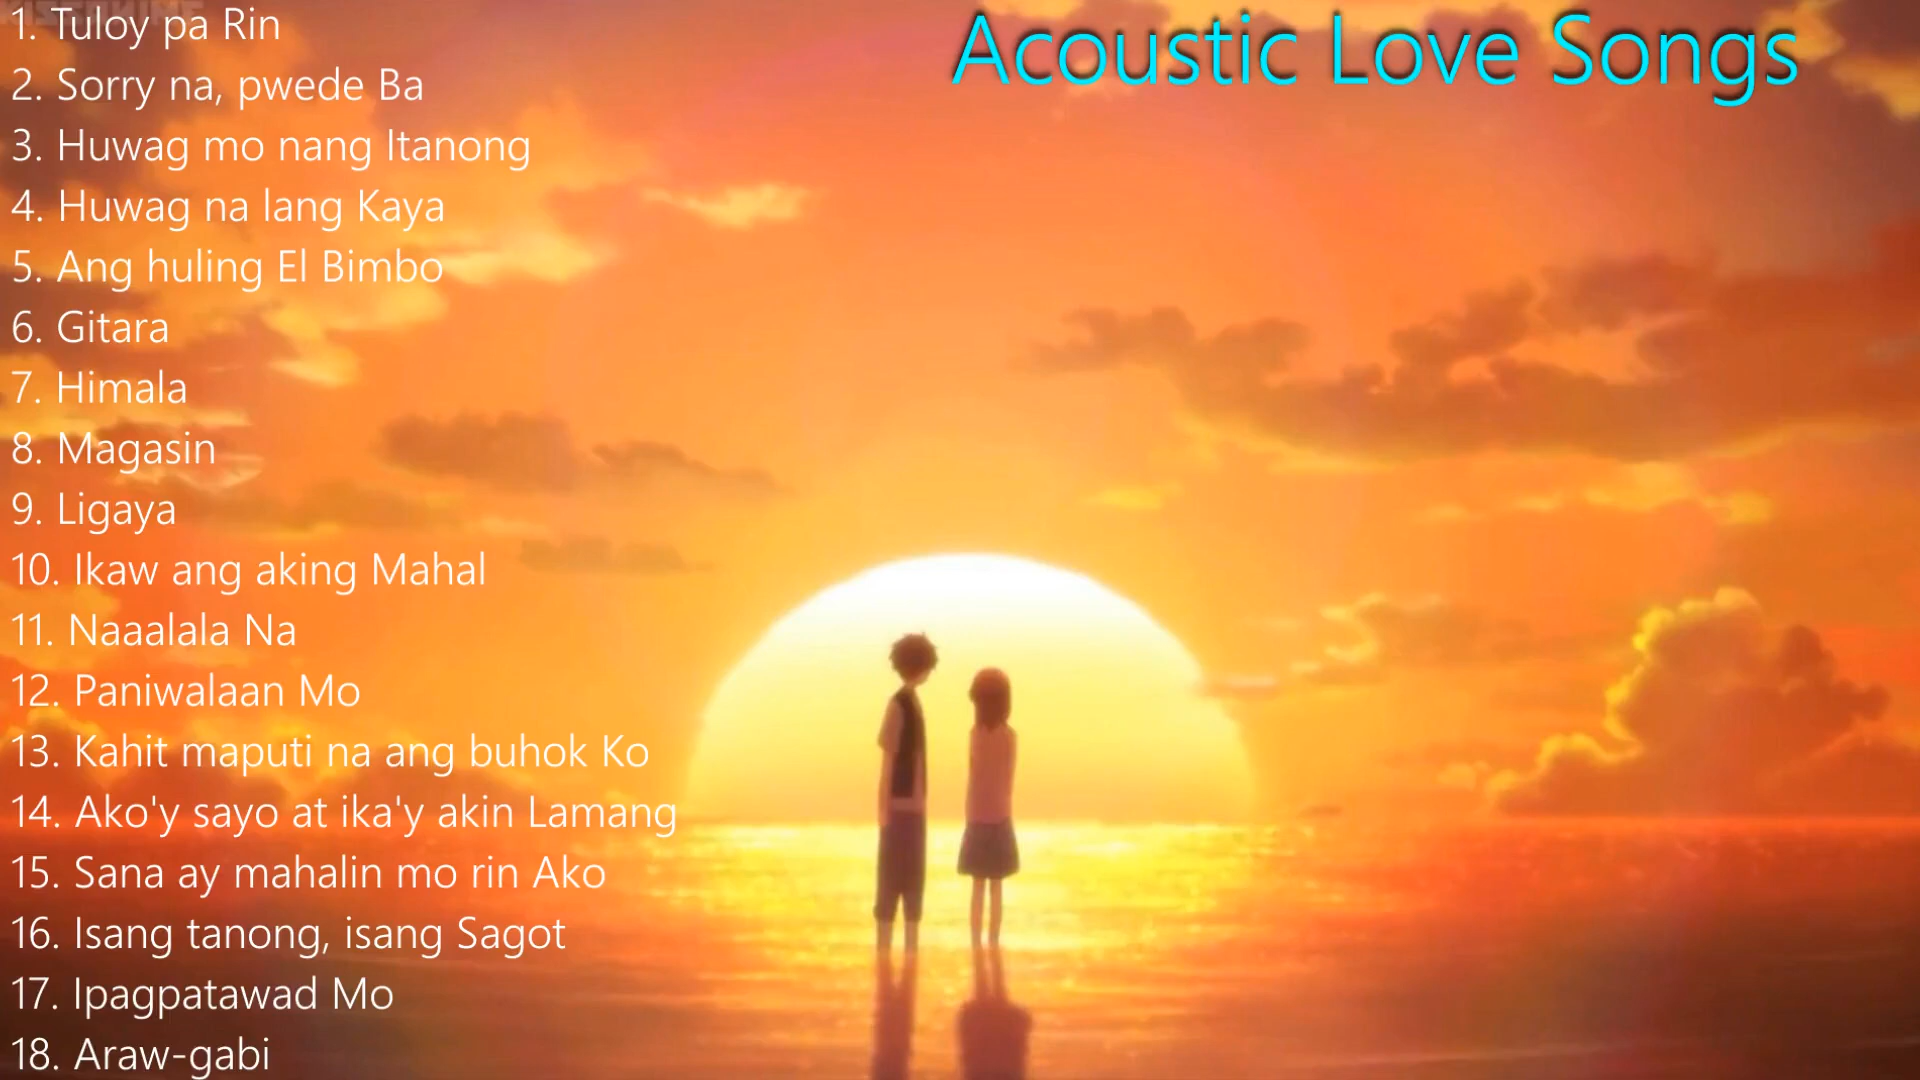 1. Tuloy pa Rin
2. Sorry na, pwede Ba
3. Huwag mo nang Itanong
4. Huwag na lang Kaya
5. Ang huling El Bimbo
6. Gitara
7. Himala
8. Magasin
9. Ligaya
10. Ikaw ang aking Mahal
11. Naaalala Na
12. Paniwalaan Mo
13. Kahit maputi na ang buhok Ko
14. Ako'y sayo at ika'y akin Lamang
15. Sana ay mahalin mo rin Ako
16. Isang tanong, isang Sagot
17. Ipagpatawad Mo
18. Araw-gabi
Acoustic Love Songs